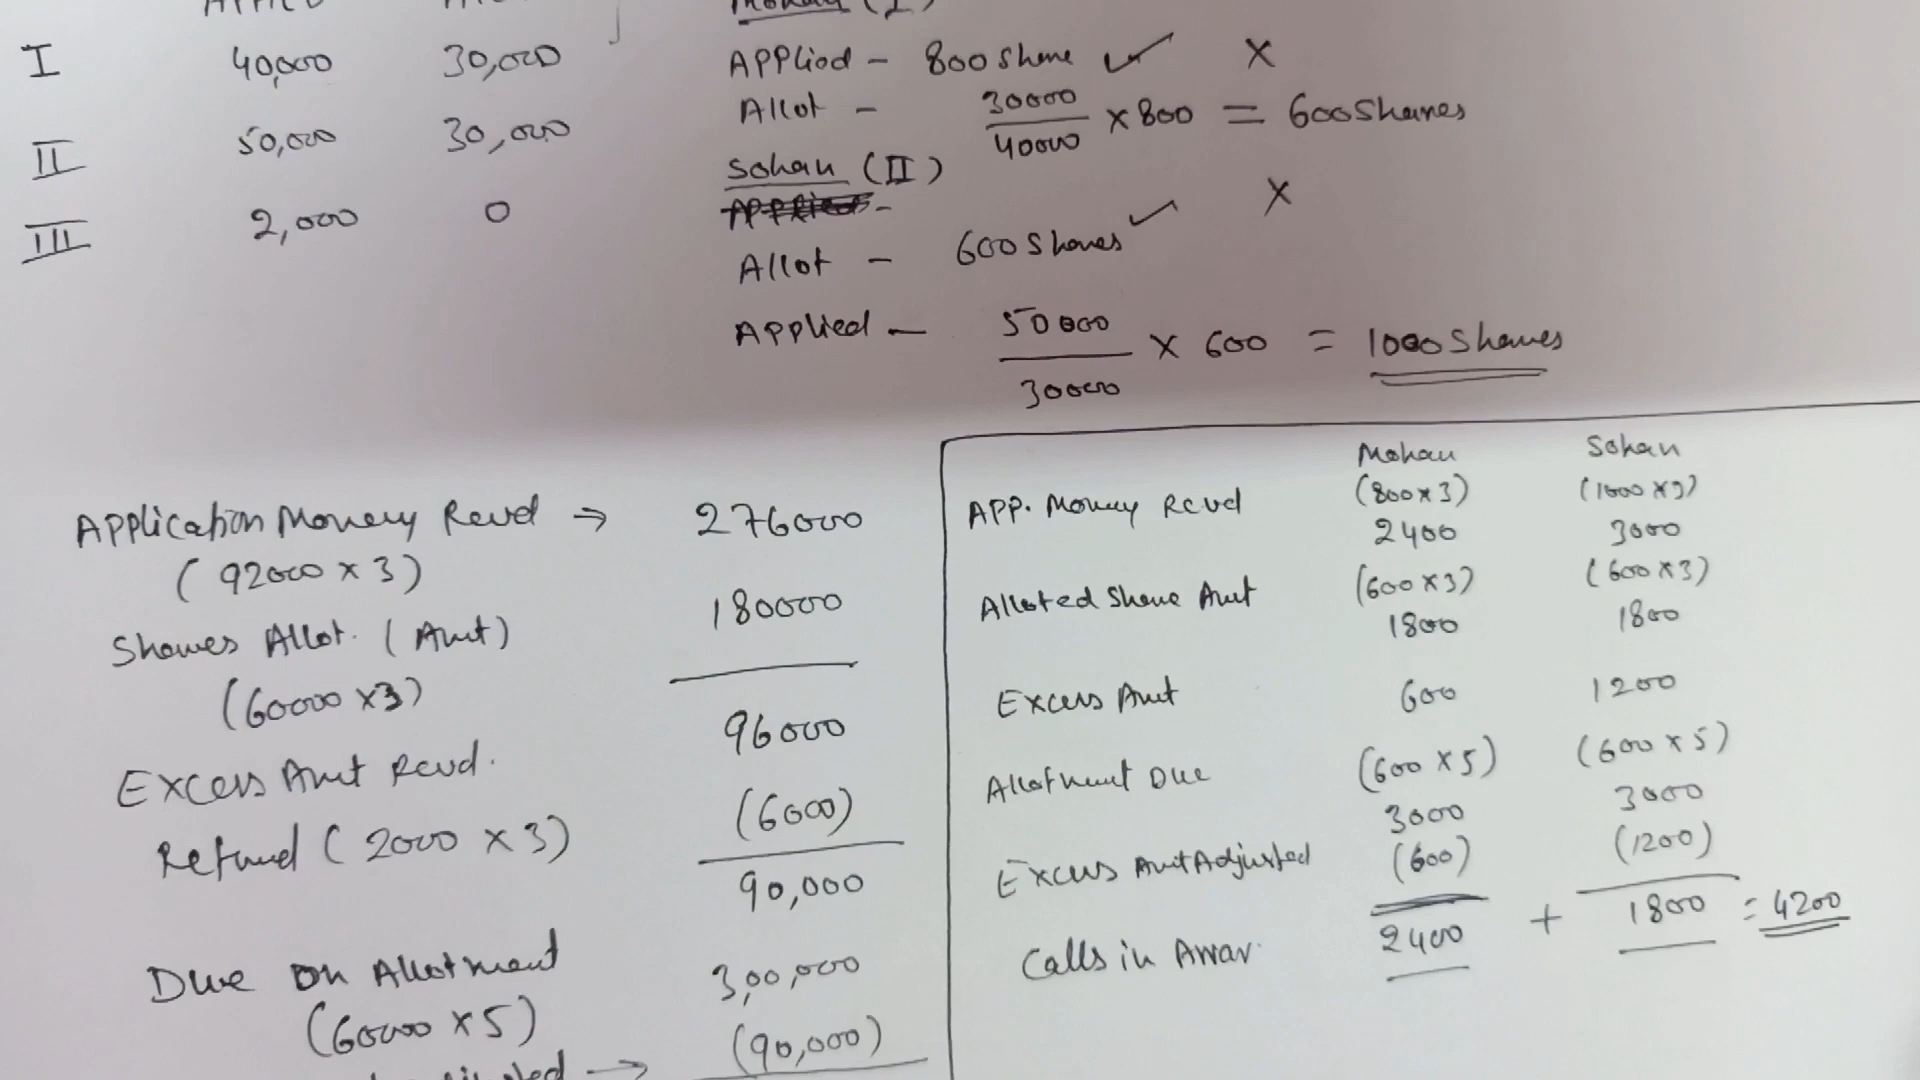 I 40,000 30,000
II 50,000 30,000
III 2,000 0
(I)
Applied - 800 share ✓ X
Allot - 30000/40000 x 800 = 600 Shares
Sohan (II)
Applied -
Allot - 600 Shares ✓ X
Applied - 50000/30000 x 600 = 1000 Shares
Application Money Revd → 276000
(92000 x 3)
Shares Allot. (Amt) 180000
(60000 x 3)
Excess Amt Revd. 96000
Refund (2000 x 3) (6000)
90,000
Due on Allotment 3,00,000
(60000 x 5) (90,000)
Mohan Sohan
(800 x 3) (1000 x 3)
App. Money Rcvd 2400 3000
(600 x 3) (600 x 3)
Alloted Share Amt 1800 1800
Excess Amt 600 1200
(600 x 5) (600 x 5)
Allotment Due 3000 3000
Excess Amt Adjusted (600) (1200)
Calls in Arrar. 2400 + 1800 = 4200